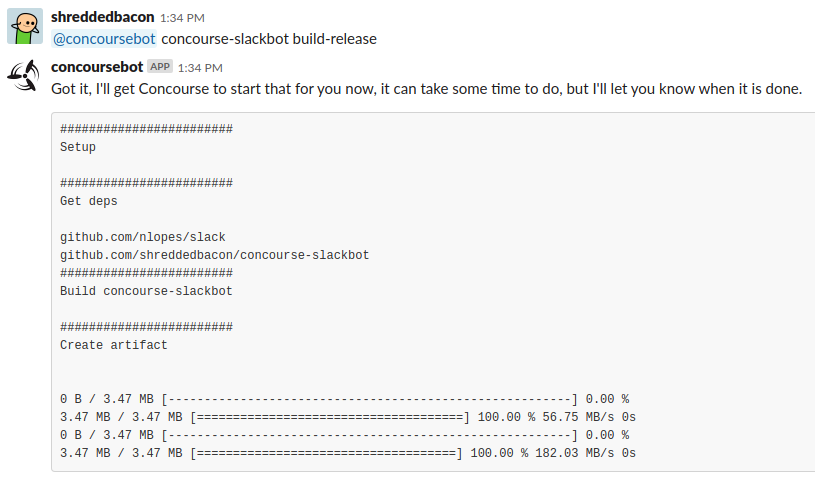 shreddedbacon 1:34 PM
@concoursebot concourse-slackbot build-release
concoursebot APP 1:34 PM
Got it, I'll get Concourse to start that for you now, it can take some time to do, but I'll let you know when it is done.
########################
Setup
########################
Get deps
github.com/nlopes/slack
github.com/shreddedbacon/concourse-slackbot
########################
Build concourse-slackbot
########################
Create artifact
0 B / 3.47 MB [--------------------------------------------------------] 0.00 %
3.47 MB / 3.47 MB [=====================================] 100.00 % 56.75 MB/s 0s
0 B / 3.47 MB [--------------------------------------------------------] 0.00 %
3.47 MB / 3.47 MB [====================================] 100.00 % 182.03 MB/s 0s